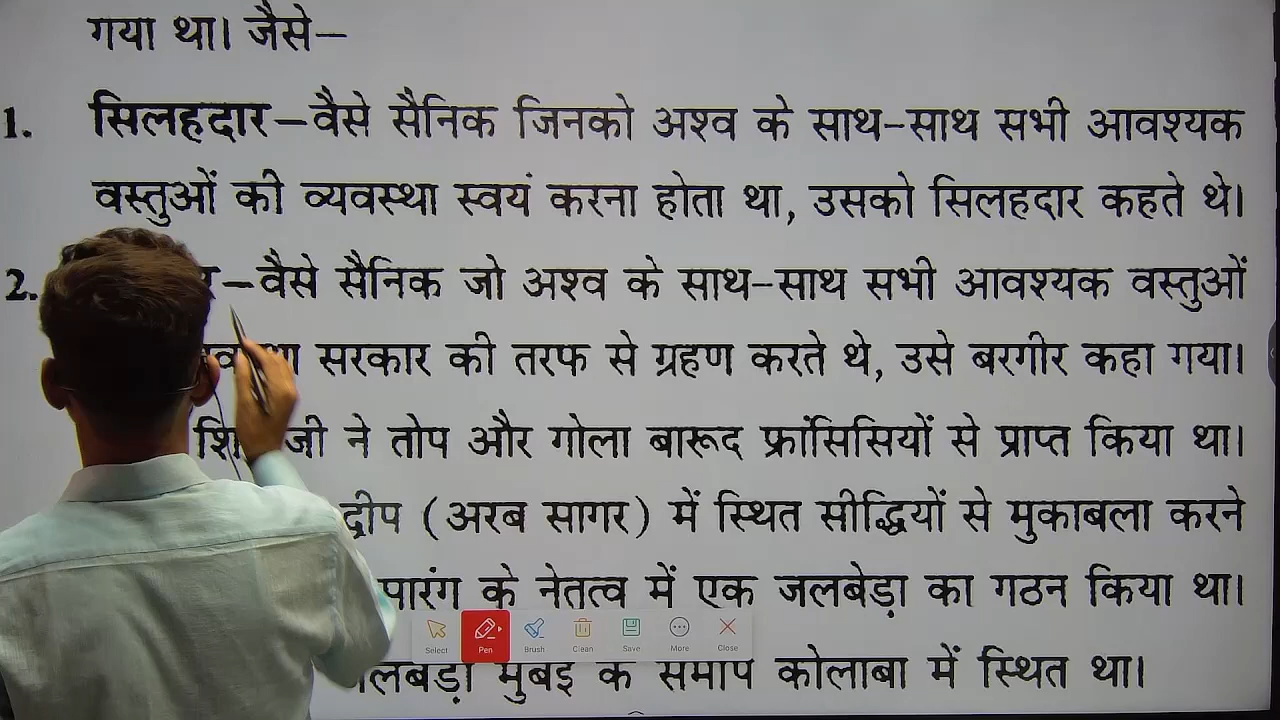 गया था। जैसे–
1. सिलहदार–वैसे सैनिक जिनको अश्व के साथ-साथ सभी आवश्यक
वस्तुओं की व्यवस्था स्वयं करना होता था, उसको सिलहदार कहते थे।
2. –वैसे सैनिक जो अश्व के साथ-साथ सभी आवश्यक वस्तुओं
सरकार की तरफ से ग्रहण करते थे, उसे बरगीर कहा गया।
जी ने तोप और गोला बारूद फ्रांसिसियों से प्राप्त किया था।
द्वीप (अरब सागर) में स्थित सीद्धियों से मुकाबला करने
पारंग के नेतृत्व में एक जलबेड़ा का गठन किया था।
Select Pen Brush Clean Save More Close
मुंबई के समीप कोलाबा में स्थित था।